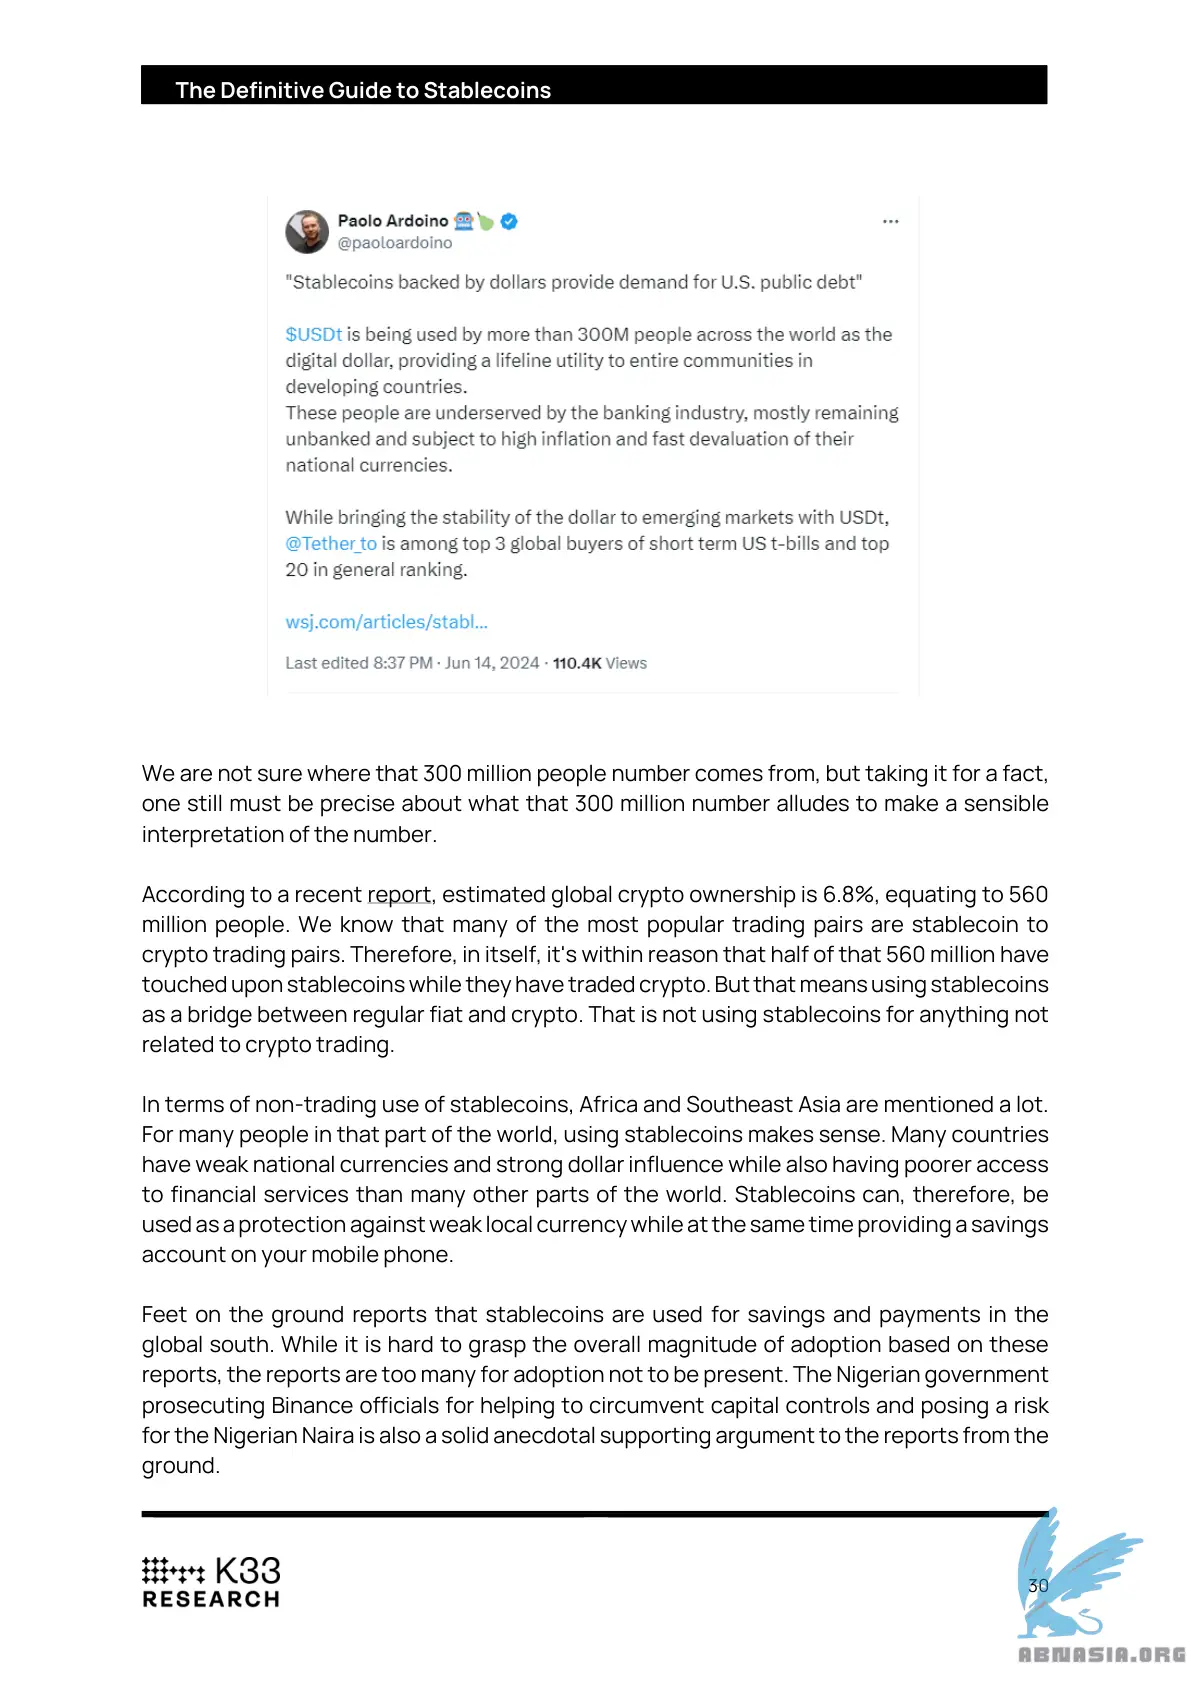 The Definitive Guide to Stablecoins
Paolo Ardoino
@paoloardoino
"Stablecoins backed by dollars provide demand for U.S. public debt"
$USDt is being used by more than 300M people across the world as the
digital dollar, providing a lifeline utility to entire communities in
developing countries.
These people are underserved by the banking industry, mostly remaining
unbanked and subject to high inflation and fast devaluation of their
national currencies.
While bringing the stability of the dollar to emerging markets with USDt,
@Tether_to is among top 3 global buyers of short term US t-bills and top
20 in general ranking.
wsj.com/articles/stabl...
Last edited 8:37 PM · Jun 14, 2024 · 110.4K Views
We are not sure where that 300 million people number comes from, but taking it for a fact,
one still must be precise about what that 300 million number alludes to make a sensible
interpretation of the number.
According to a recent report, estimated global crypto ownership is 6.8%, equating to 560
million people. We know that many of the most popular trading pairs are stablecoin to
crypto trading pairs. Therefore, in itself, it's within reason that half of that 560 million have
touched upon stablecoins while they have traded crypto. But that means using stablecoins
as a bridge between regular fiat and crypto. That is not using stablecoins for anything not
related to crypto trading.
In terms of non-trading use of stablecoins, Africa and Southeast Asia are mentioned a lot.
For many people in that part of the world, using stablecoins makes sense. Many countries
have weak national currencies and strong dollar influence while also having poorer access
to financial services than many other parts of the world. Stablecoins can, therefore, be
used as a protection against weak local currency while at the same time providing a savings
account on your mobile phone.
Feet on the ground reports that stablecoins are used for savings and payments in the
global south. While it is hard to grasp the overall magnitude of adoption based on these
reports, the reports are too many for adoption not to be present. The Nigerian government
prosecuting Binance officials for helping to circumvent capital controls and posing a risk
for the Nigerian Naira is also a solid anecdotal supporting argument to the reports from the
ground.
K33
RESEARCH
30
ABNASIA.ORG